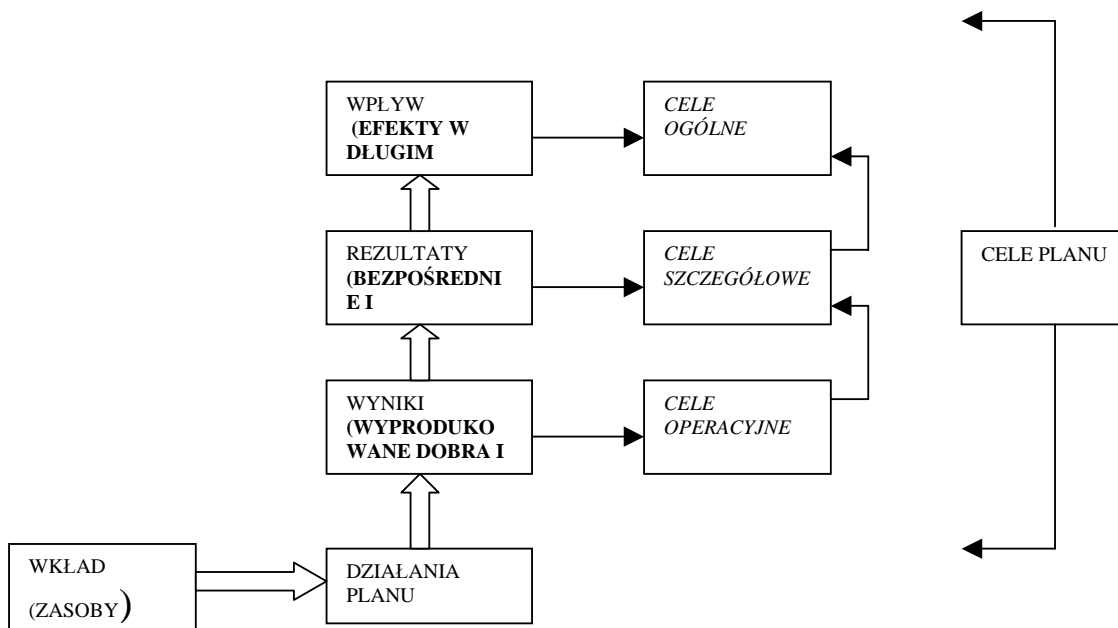 WPŁYW
(EFEKTY W
DŁUGIM
CELE
OGÓLNE
REZULTATY
(BEZPOŚREDNI
E I
CELE
SZCZEGÓŁOWE
CELE PLANU
WYNIKI
(WYPRODUKO
WANE DOBRA I
CELE
OPERACYJNE
WKŁAD
(ZASOBY)
DZIAŁANIA
PLANU